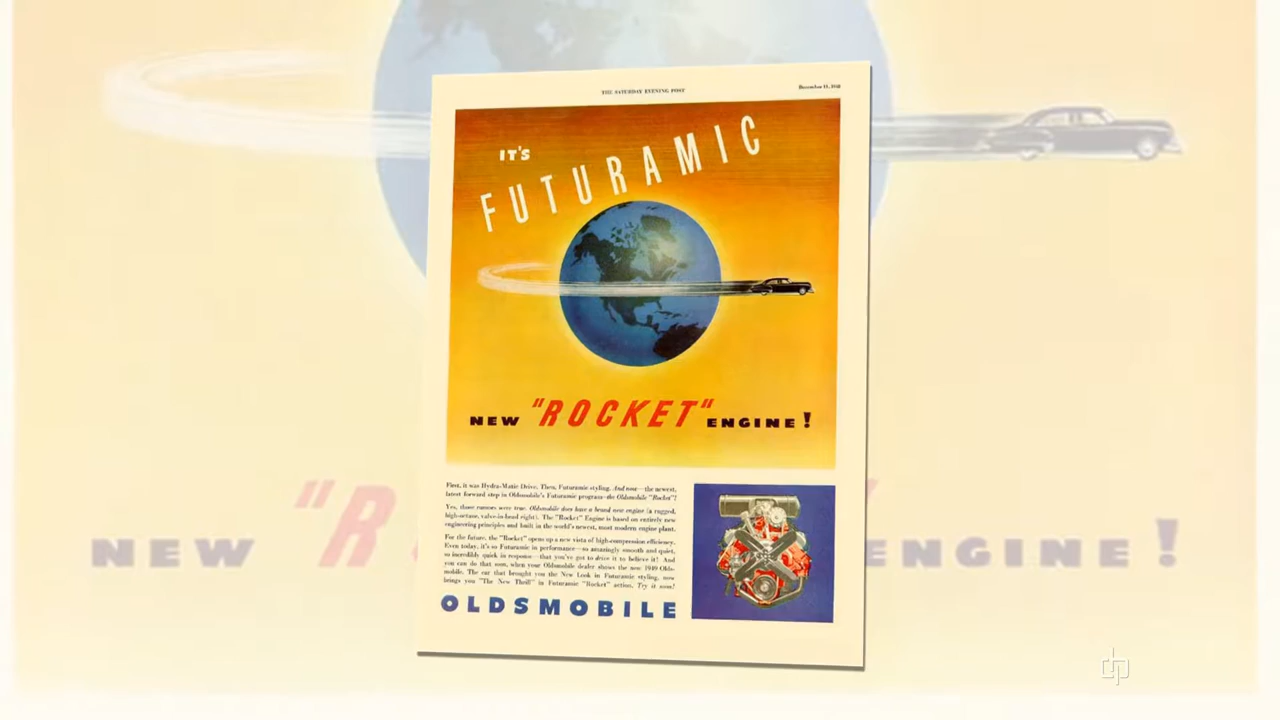 THE SATURDAY EVENING POST
IT'S
FUTURAMIC
NEW "ROCKET" ENGINE!
First, it was Hydra-Matic Drive. Then, Futuramic styling. And now—the newest,
latest forward step in Oldsmobile's Futuramic program—the Oldsmobile "Rocket"!
Yes, those rumors were true. Oldsmobile does have a brand new engine (a rugged,
high-octane, valve-in-head eight). The "Rocket" Engine is based on entirely new
engineering principles and built in the world's newest, most modern engine plant.
For the future, the "Rocket" opens up a new vista of high-compression efficiency.
Even today, it's so Futuramic in performance—so amazingly smooth and quiet,
so incredibly quick in response—that you've got to drive it to believe it! And
you can do that now, when your Oldsmobile dealer shows the new 1949 Olds-
mobile. The car that brought you the New Look in Futuramic styling, now
brings you "The New Thrill" in Futuramic "Rocket" action. Try it soon!
OLDSMOBILE
"R
NEW ENGINE!